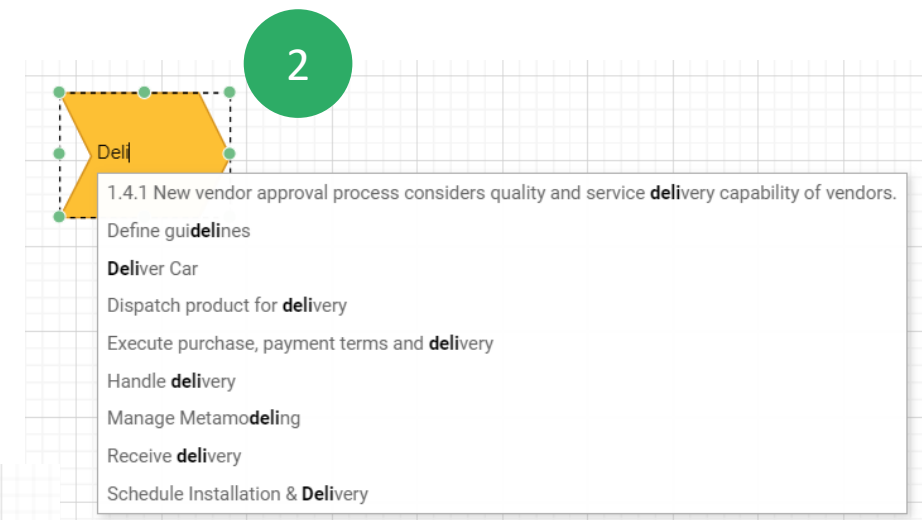 2
Deli
1.4.1 New vendor approval process considers quality and service delivery capability of vendors.
Define guidelines
Deliver Car
Dispatch product for delivery
Execute purchase, payment terms and delivery
Handle delivery
Manage Metamodeling
Receive delivery
Schedule Installation & Delivery